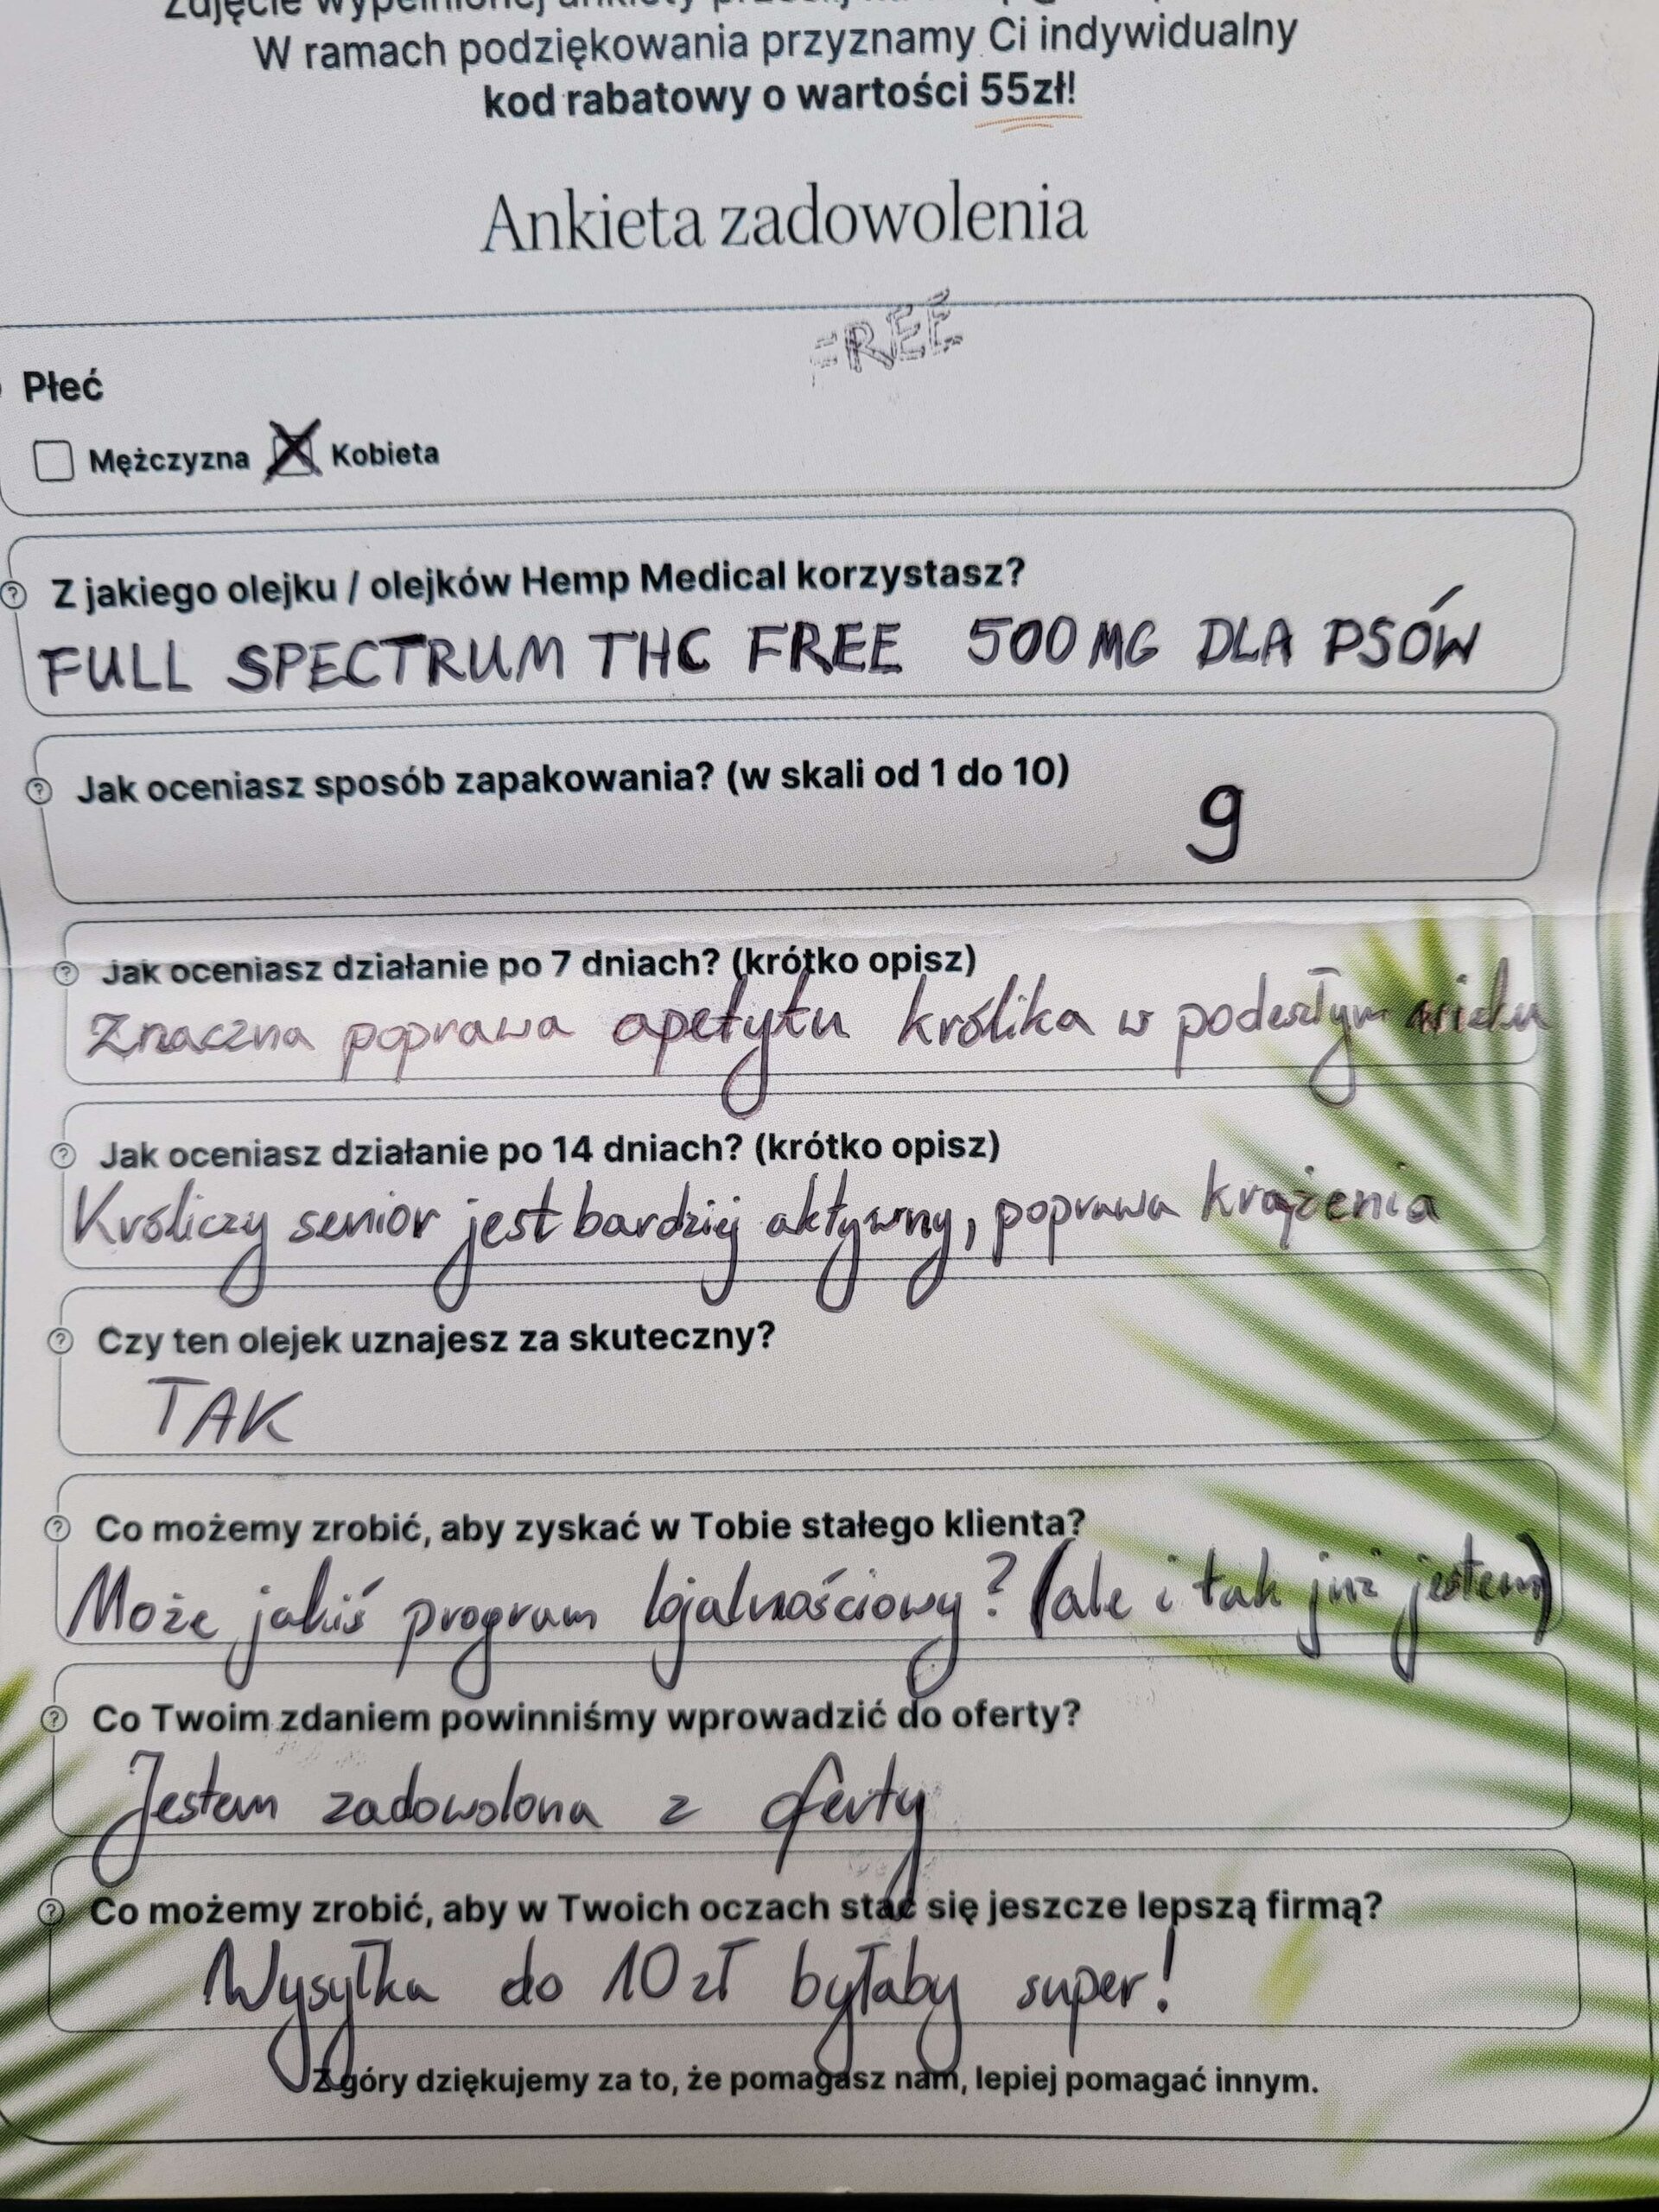 Zdjęcie wypełnionej ankiety
W ramach podziękowania przyznamy Ci indywidualny
kod rabatowy o wartości 55zł!
Ankieta zadowolenia
FREE
Płeć
Mężczyzna Kobieta
Z jakiego olejku / olejków Hemp Medical korzystasz?
FULL SPECTRUM THC FREE 500 MG DLA PSÓW
Jak oceniasz sposób zapakowania? (w skali od 1 do 10)
9
Jak oceniasz działanie po 7 dniach? (krótko opisz)
Znaczna poprawa apetytu królika w podeszłym wieku
Jak oceniasz działanie po 14 dniach? (krótko opisz)
Króliczy senior jest bardziej aktywny, poprawa krążenia
Czy ten olejek uznajesz za skuteczny?
TAK
Co możemy zrobić, aby zyskać w Tobie stałego klienta?
Może jakiś program lojalnościowy? (ale i tak już jestem)
Co Twoim zdaniem powinniśmy wprowadzić do oferty?
Jestem zadowolona z oferty
Co możemy zrobić, aby w Twoich oczach stać się jeszcze lepszą firmą?
Wysyłka do 10 zł byłaby super!
Z góry dziękujemy za to, że pomagasz nam, lepiej pomagać innym.